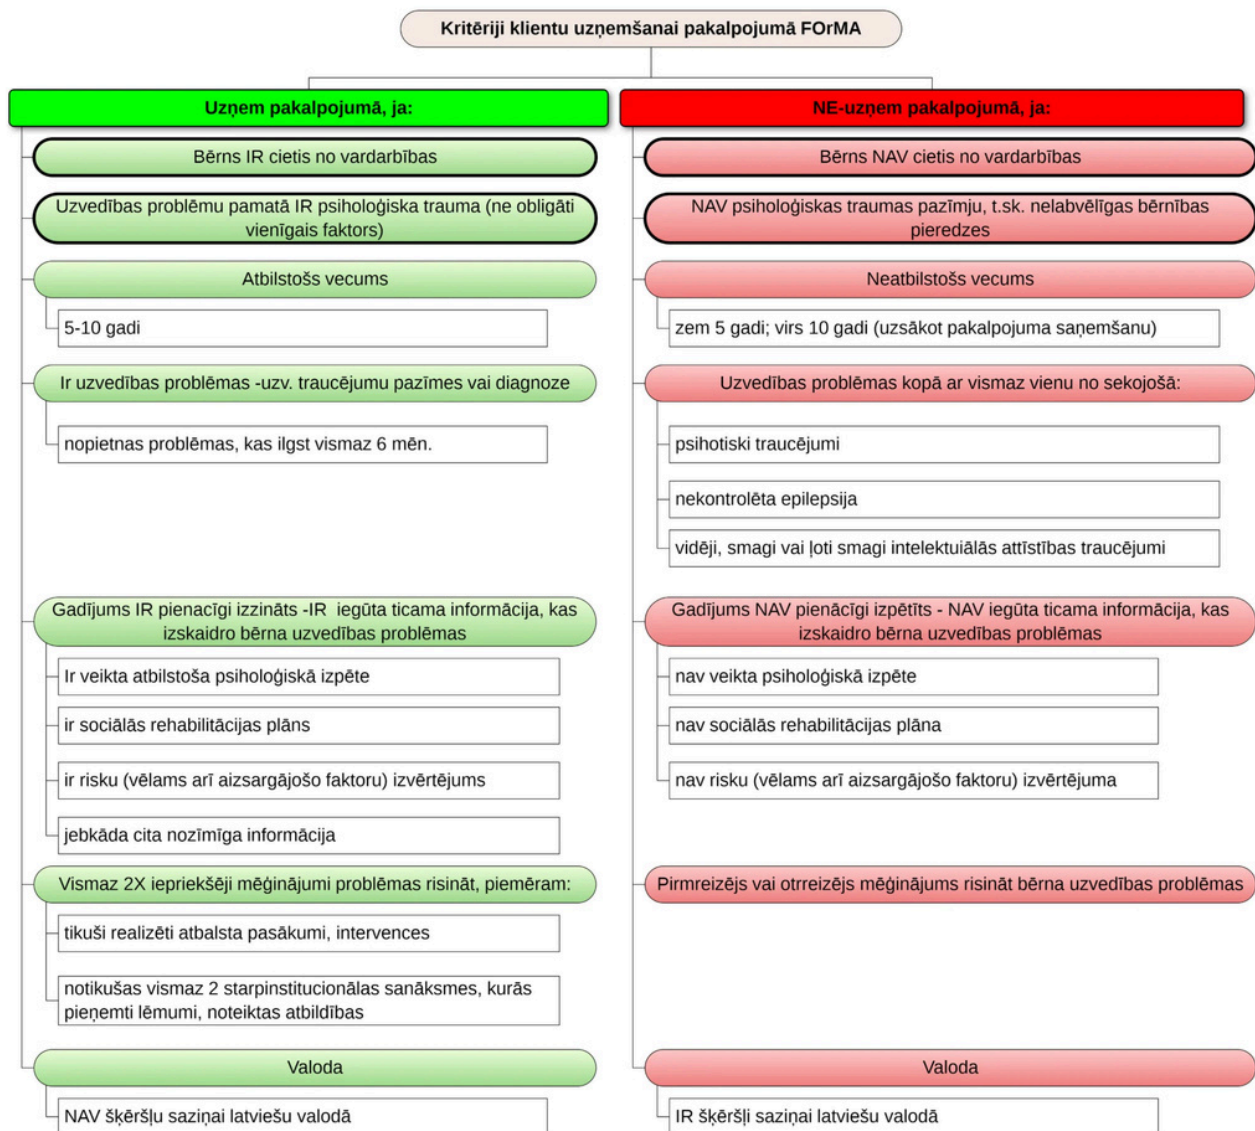 Kritēriji klientu uzņemšanai pakalpojumā FOrMA
Uzņem pakalpojumā, ja:
Bērns IR cietis no vardarbības
Uzvedības problēmu pamatā IR psiholoģiska trauma (ne obligāti
vienīgais faktors)
Atbilstošs vecums
5-10 gadi
Ir uzvedības problēmas -uzv. traucējumu pazīmes vai diagnoze
nopietnas problēmas, kas ilgst vismaz 6 mēn.
Gadījums IR pienacīgi izzināts -IR iegūta ticama informācija, kas
izskaidro bērna uzvedības problēmas
Ir veikta atbilstoša psiholoģiskā izpēte
ir sociālās rehabilitācijas plāns
ir risku (vēlams arī aizsargājošo faktoru) izvērtējums
jebkāda cita nozīmīga informācija
Vismaz 2X iepriekšēji mēģinājumi problēmas risināt, piemēram:
tikuši realizēti atbalsta pasākumi, intervences
notikušas vismaz 2 starpinstitucionālas sanāksmes, kurās
pieņemti lēmumi, noteiktas atbildības
Valoda
NAV šķēršļu saziņai latviešu valodā
NE-uzņem pakalpojumā, ja:
Bērns NAV cietis no vardarbības
NAV psiholoģiskas traumas pazīmju, t.sk. nelabvēlīgas bērnības
pieredzes
Neatbilstošs vecums
zem 5 gadi; virs 10 gadi (uzsākot pakalpojuma saņemšanu)
Uzvedības problēmas kopā ar vismaz vienu no sekojošā:
psihotiski traucējumi
nekontrolēta epilepsija
vidēji, smagi vai ļoti smagi intelektuiālās attīstības traucējumi
Gadījums NAV pienācīgi izpētīts - NAV iegūta ticama informācija, kas
izskaidro bērna uzvedības problēmas
nav veikta psiholoģiskā izpēte
nav sociālās rehabilitācijas plāna
nav risku (vēlams arī aizsargājošo faktoru) izvērtējuma
Pirmreizējs vai otrreizējs mēģinājums risināt bērna uzvedības problēmas
Valoda
IR šķēršļi saziņai latviešu valodā